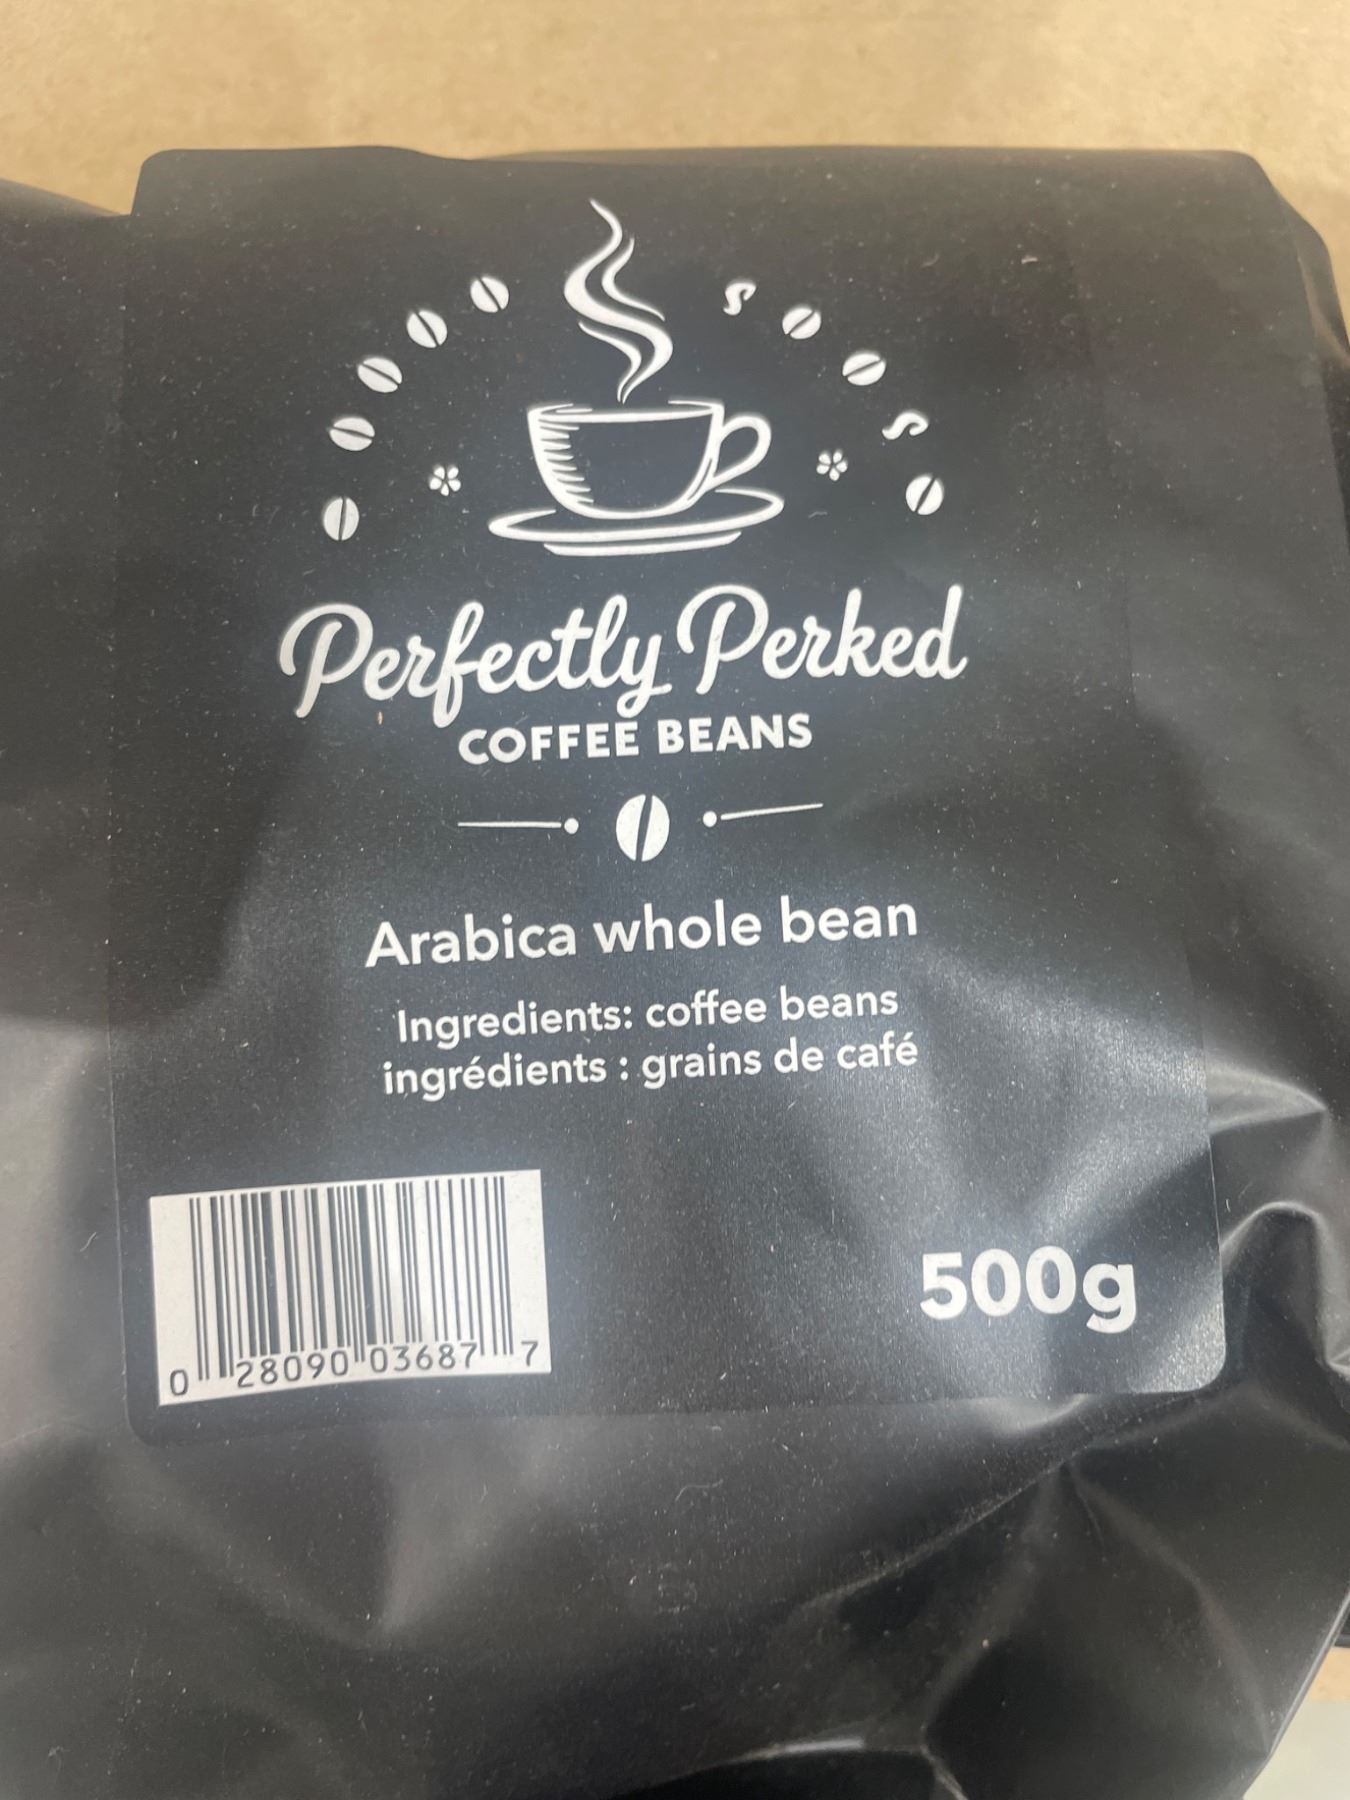 Perfectly Perked
COFFEE BEANS
Arabica whole bean
Ingredients: coffee beans
ingrédients : grains de café
500g
0 28090 03687 7